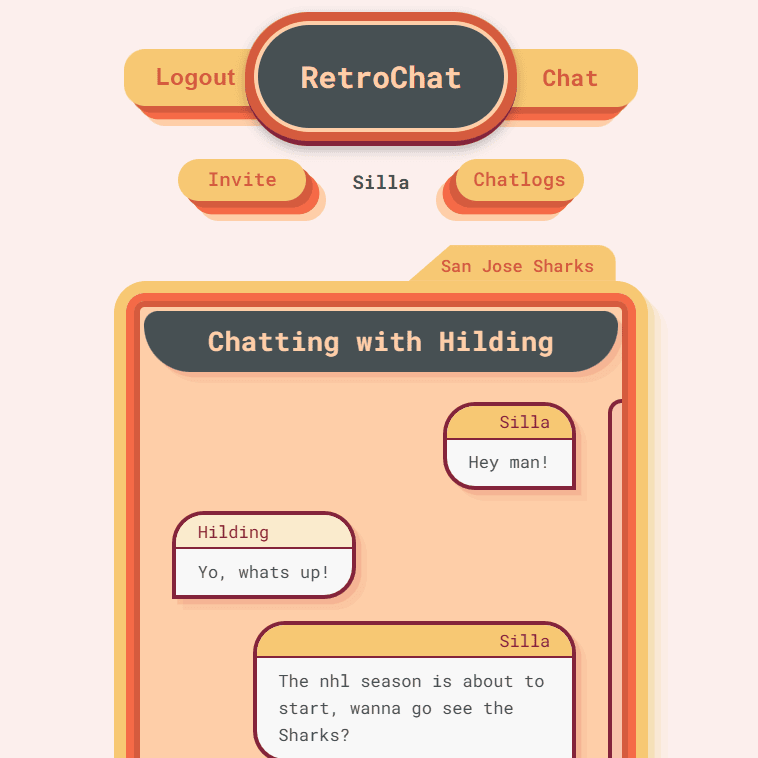 Logout
RetroChat
Chat
Invite
Silla
Chatlogs
San Jose Sharks
Chatting with Hilding
Silla
Hey man!
Hilding
Yo, whats up!
Silla
The nhl season is about to
start, wanna go see the
Sharks?